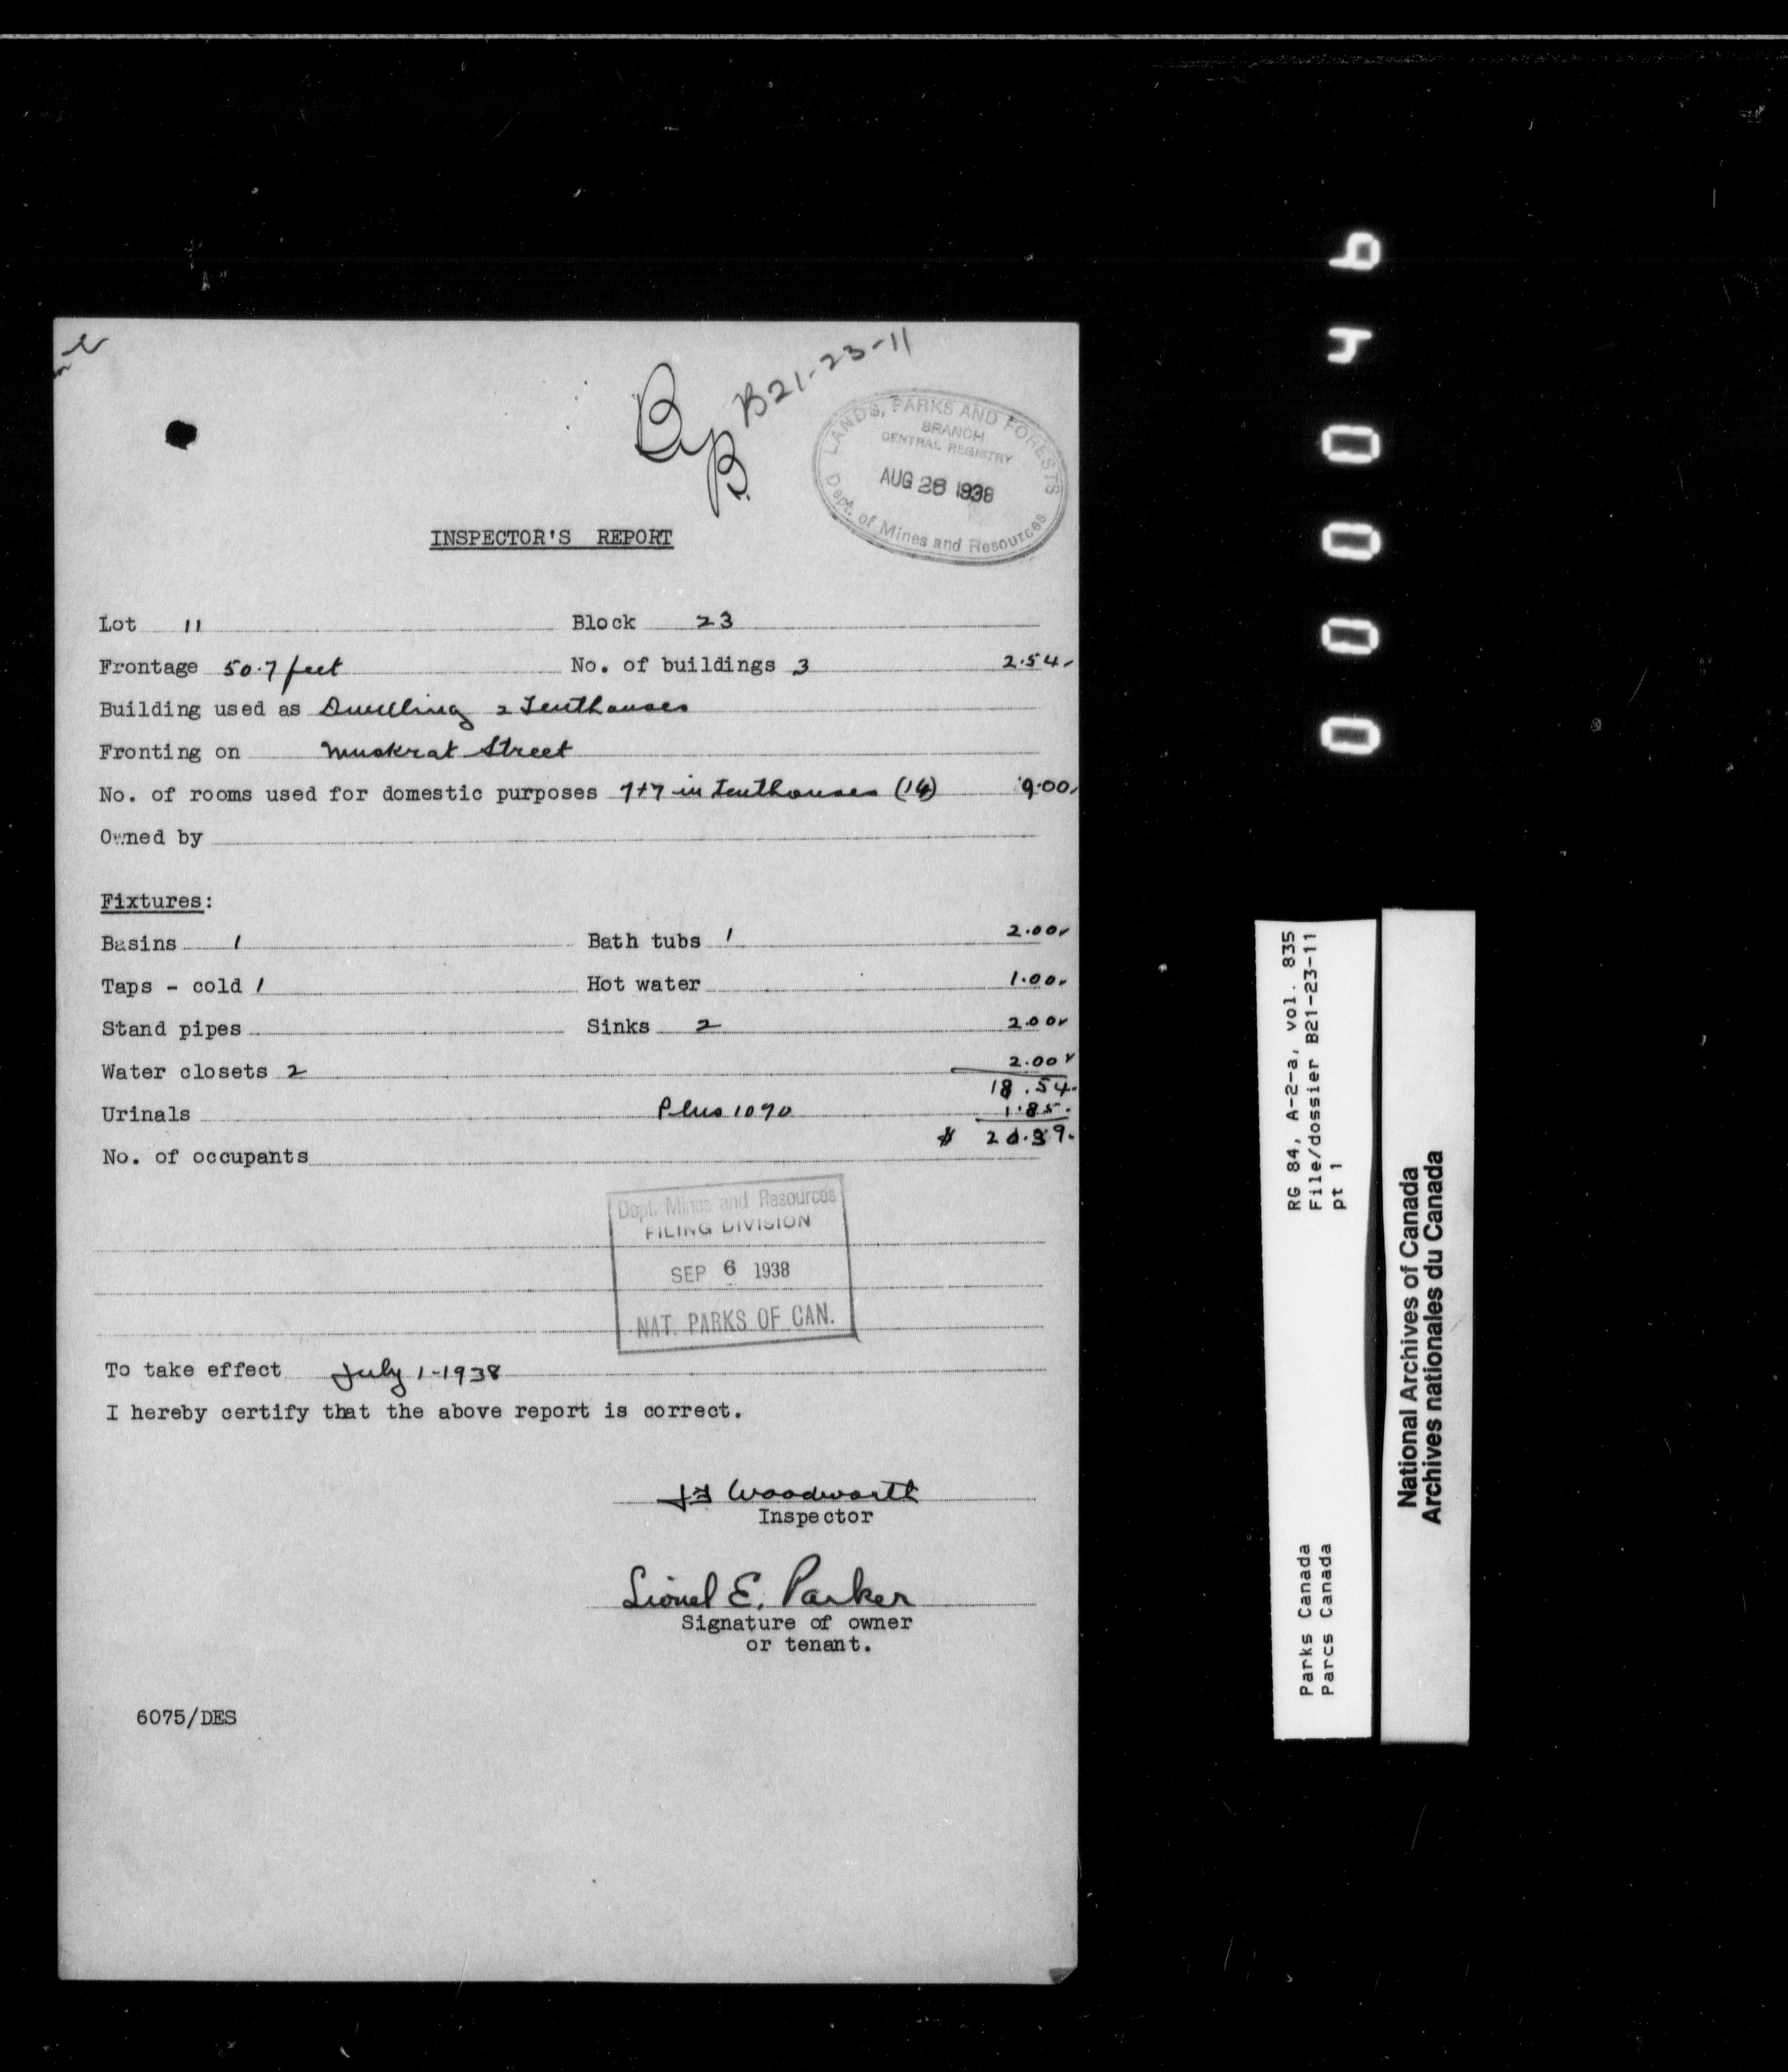 B21-23-11
B
B.
LANDS, PARKS AND FORESTS
BRANCH
CENTRAL REGISTRY
AUG 26 1938
Dept. of Mines and Resources
INSPECTOR'S REPORT
Lot 11 Block 23
Frontage 50.7 feet No. of buildings 3 2.54
Building used as Dwelling 2 Tenthouses
Fronting on Muskrat Street
No. of rooms used for domestic purposes 7+7 in Tenthouses (14) 9.00
Owned by
Fixtures:
Basins 1 Bath tubs 1 2.00
Taps - cold 1 Hot water 1.00
Stand pipes Sinks 2 2.00
Water closets 2 2.00
18.54
Urinals Plus 10% 1.85
$ 20.39
No. of occupants
Dept. Mines and Resources
FILING DIVISION
SEP 6 1938
NAT. PARKS OF CAN.
To take effect July 1-1938
I hereby certify that the above report is correct.
Woodworth
Inspector
Lionel E. Parker
Signature of owner
or tenant.
6075/DES
000046
RG 84, A-2-a, vol. 835
File/dossier B21-23-11
pt 1
Parks Canada
Parcs Canada
National Archives of Canada
Archives nationales du Canada